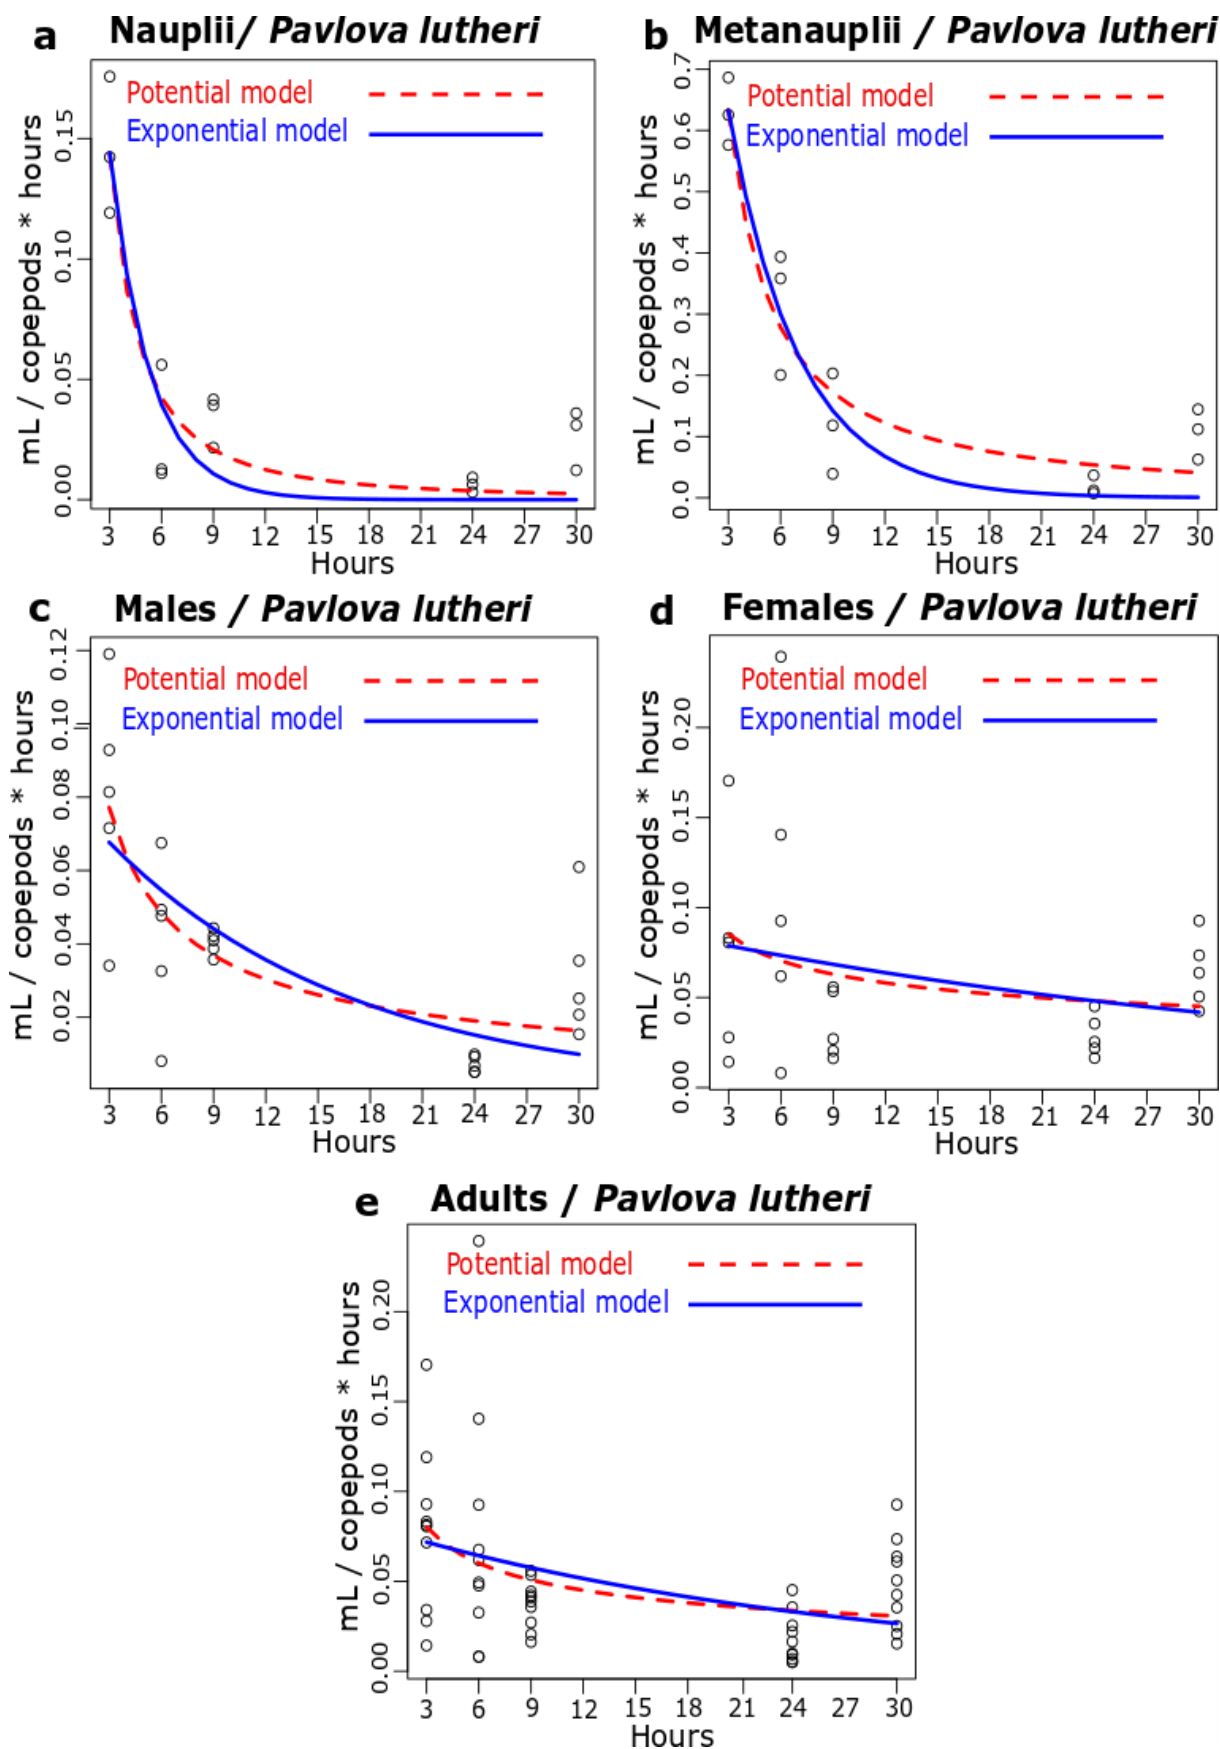 a Nauplii/ Pavlova lutheri
Potential model
Exponential model
mL / copepods * hours
0.00 0.05 0.10 0.15
3 6 9 12 15 18 21 24 27 30
Hours
b Metanauplii / Pavlova lutheri
Potential model
Exponential model
mL / copepods * hours
0.0 0.1 0.2 0.3 0.4 0.5 0.6 0.7
3 6 9 12 15 18 21 24 27 30
Hours
c Males / Pavlova lutheri
Potential model
Exponential model
mL / copepods * hours
0.02 0.04 0.06 0.08 0.10 0.12
3 6 9 12 15 18 21 24 27 30
Hours
d Females / Pavlova lutheri
Potential model
Exponential model
mL / copepods * hours
0.00 0.05 0.10 0.15 0.20
3 6 9 12 15 18 21 24 27 30
Hours
e Adults / Pavlova lutheri
Potential model
Exponential model
mL / copepods * hours
0.00 0.05 0.10 0.15 0.20
3 6 9 12 15 18 21 24 27 30
Hours